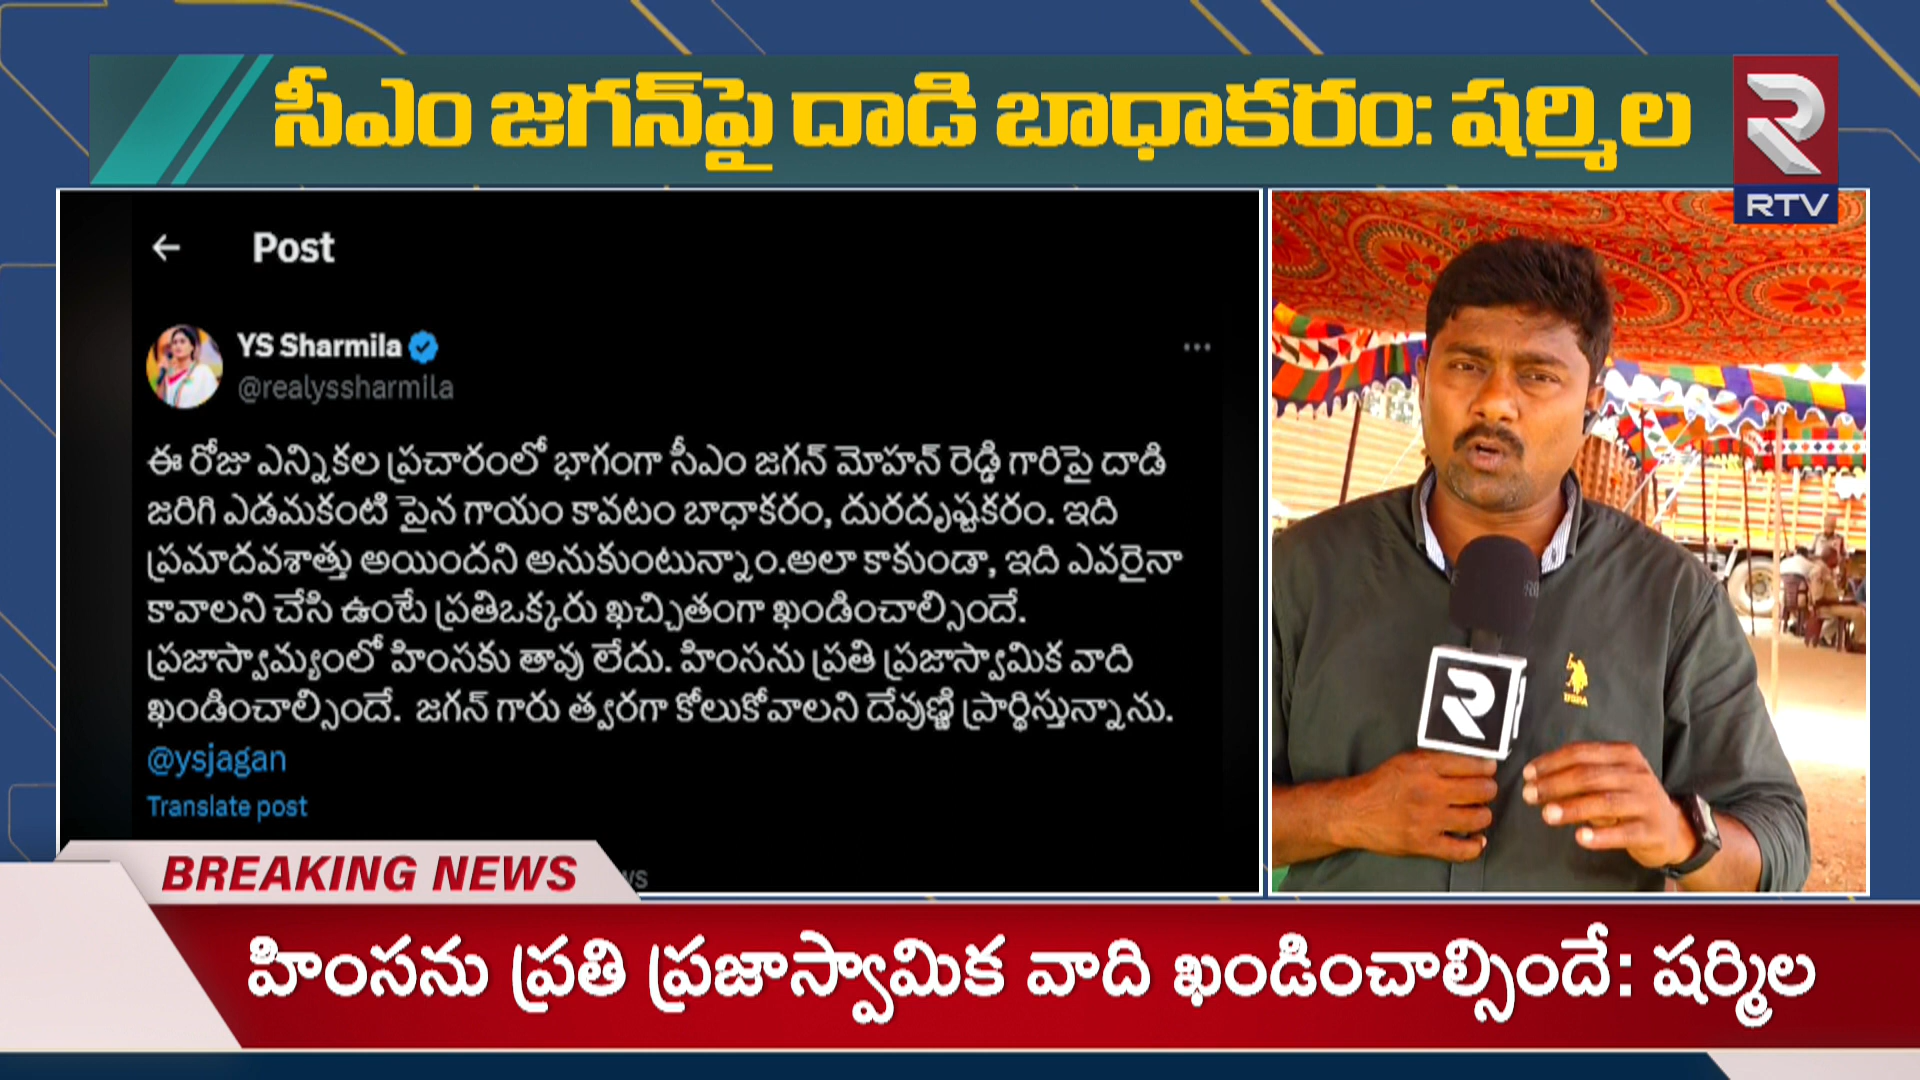 సీఎం జగన్‌పై దాడి బాధాకరం: షర్మిల
RTV
Post
YS Sharmila
@realyssharmila
ఈ రోజు ఎన్నికల ప్రచారంలో భాగంగా సీఎం జగన్ మోహన్ రెడ్డి గారిపై దాడి
జరిగి ఎడమకంటి పైన గాయం కావటం బాధాకరం, దురదృష్టకరం. ఇది
ప్రమాదవశాత్తు అయిందని అనుకుంటున్నాం.అలా కాకుండా, ఇది ఎవరైనా
కావాలని చేసి ఉంటే ప్రతిఒక్కరు ఖచ్చితంగా ఖండించాల్సిందే.
ప్రజాస్వామ్యంలో హింసకు తావు లేదు. హింసను ప్రతి ప్రజాస్వామిక వాది
ఖండించాల్సిందే. జగన్ గారు త్వరగా కోలుకోవాలని దేవుణ్ణి ప్రార్థిస్తున్నాను.
@ysjagan
Translate post
BREAKING NEWS
హింసను ప్రతి ప్రజాస్వామిక వాది ఖండించాల్సిందే: షర్మిల